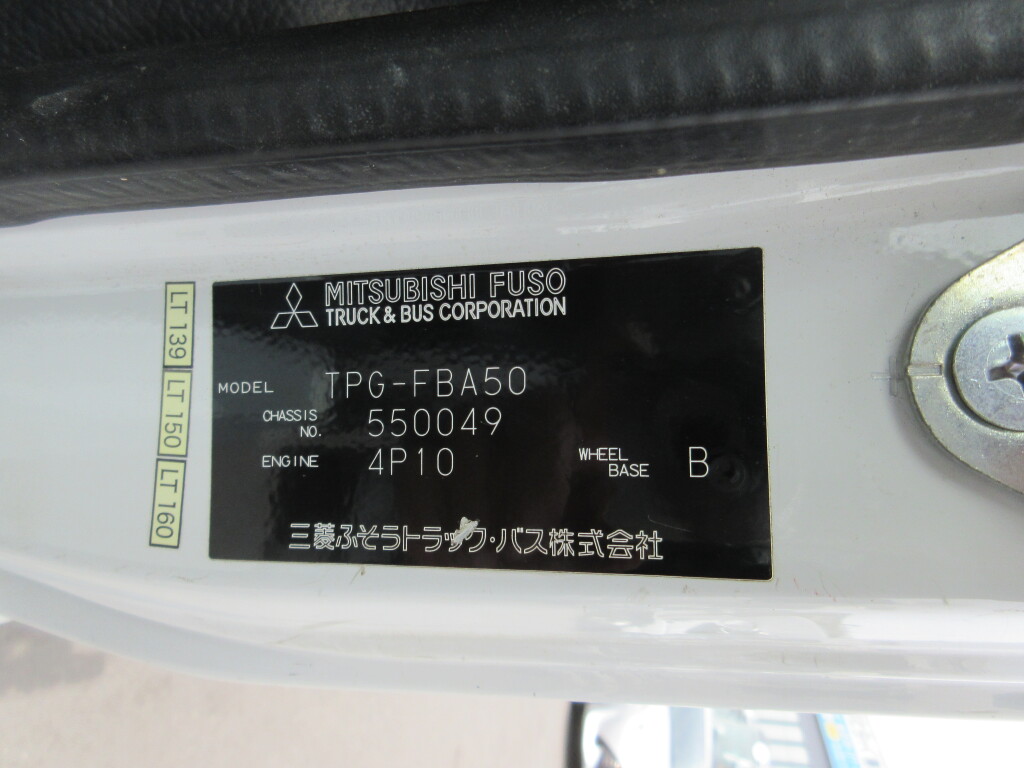 MITSUBISHI FUSO
TRUCK & BUS CORPORATION
MODEL TPG-FBA50
CHASSIS NO. 550049
ENGINE 4P10 WHEEL BASE B
三菱ふそうトラック・バス株式会社
LT 139
LT 150
LT 160